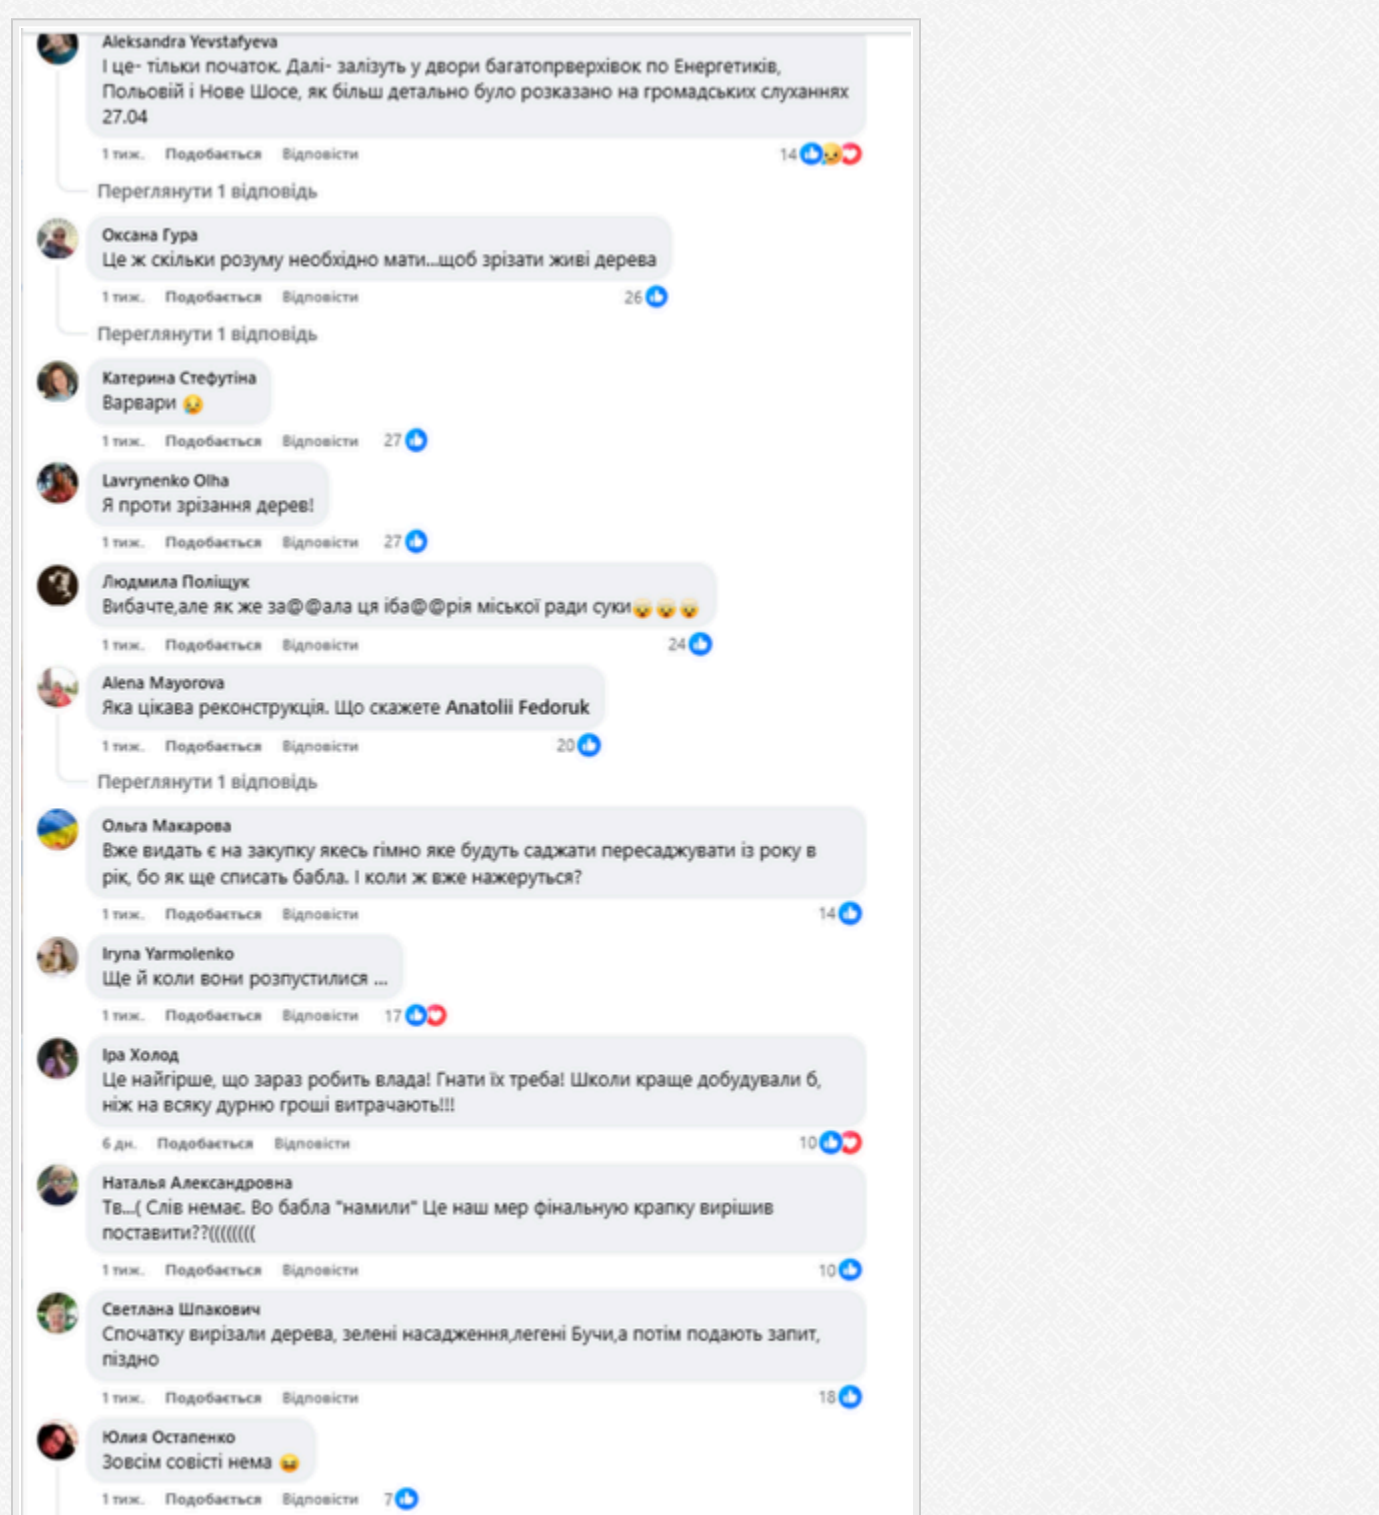 Aleksandra Yevstafyeva
І це- тільки початок. Далі- залізуть у двори багатопрверхівок по Енергетиків,
Польовій і Нове Шосе, як більш детально було розказано на громадських слуханнях
27.04
1 тиж. Подобається Відповісти 14
Переглянути 1 відповідь
Оксана Гура
Це ж скільки розуму необхідно мати...щоб зрізати живі дерева
1 тиж. Подобається Відповісти 26
Переглянути 1 відповідь
Катерина Стефутіна
Варвари 😥
1 тиж. Подобається Відповісти 27
Lavrynenko Olha
Я проти зрізання дерев!
1 тиж. Подобається Відповісти 27
Людмила Поліщук
Вибачте,але як же за@@ала ця іба@@рія міської ради суки🤯🤯🤯
1 тиж. Подобається Відповісти 24
Alena Mayorova
Яка цікава реконструкція. Що скажете Anatolii Fedoruk
1 тиж. Подобається Відповісти 20
Переглянути 1 відповідь
Ольга Макарова
Вже видать є на закупку якесь гімно яке будуть саджати пересаджувати із року в
рік, бо як ще списать бабла. І коли ж вже нажеруться?
1 тиж. Подобається Відповісти 14
Iryna Yarmolenko
Ще й коли вони розпустилися ...
1 тиж. Подобається Відповісти 17
Іра Холод
Це найгірше, що зараз робить влада! Гнати їх треба! Школи краще добудували б,
ніж на всяку дурню гроші витрачають!!!
6 дн. Подобається Відповісти 10
Наталья Александровна
Тв...( Слів немає. Во бабла "намили" Це наш мер фінальную крапку вирішив
поставити??((((((((
1 тиж. Подобається Відповісти 10
Светлана Шпакович
Спочатку вирізали дерева, зелені насадження,легені Бучи,а потім подають запит,
піздно
1 тиж. Подобається Відповісти 18
Юлия Остапенко
Зовсім совісті нема 😆
1 тиж. Подобається Відповісти 7